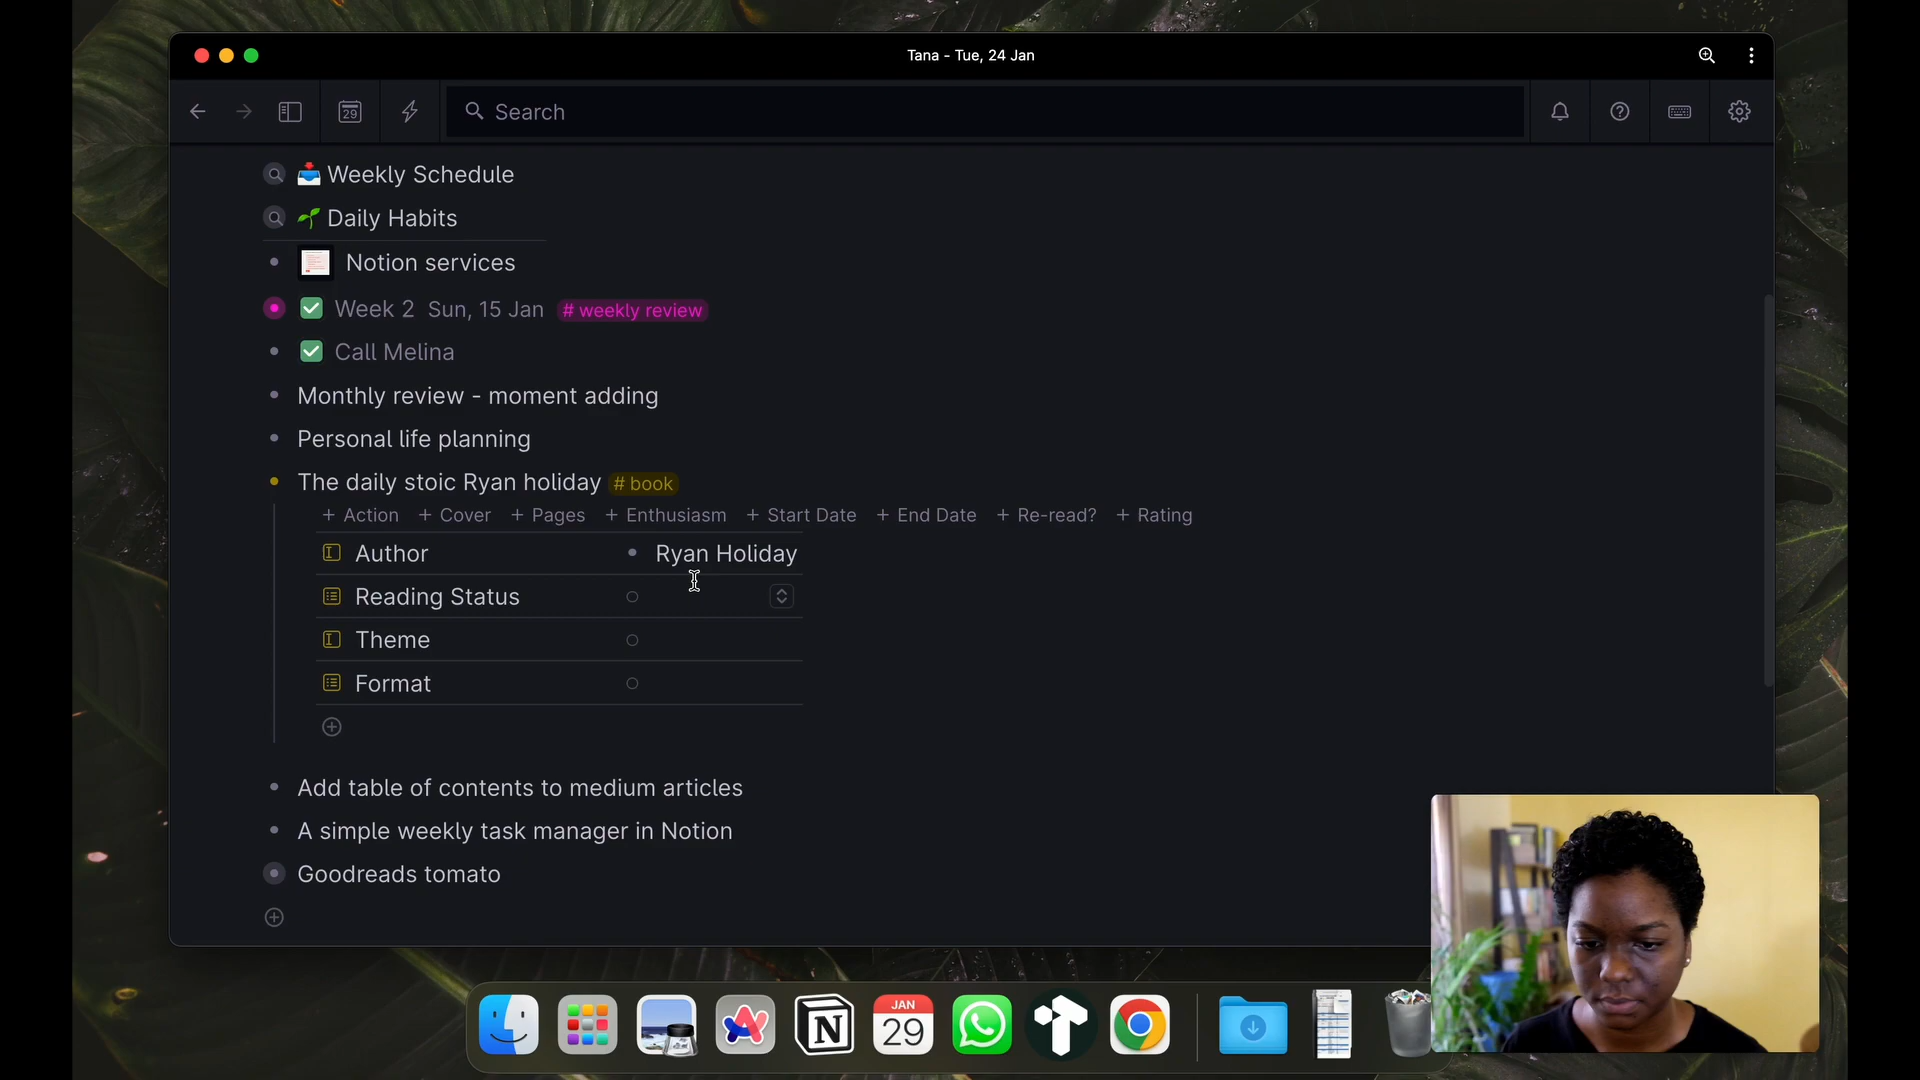 Tana - Tue, 24 Jan
29
Search
Weekly Schedule
Daily Habits
Notion services
Week 2 Sun, 15 Jan # weekly review
Call Melina
Monthly review - moment adding
Personal life planning
The daily stoic Ryan holiday # book
+ Action + Cover + Pages + Enthusiasm + Start Date + End Date + Re-read? + Rating
Author Ryan Holiday
Reading Status
Theme
Format
Add table of contents to medium articles
A simple weekly task manager in Notion
Goodreads tomato
JAN
29